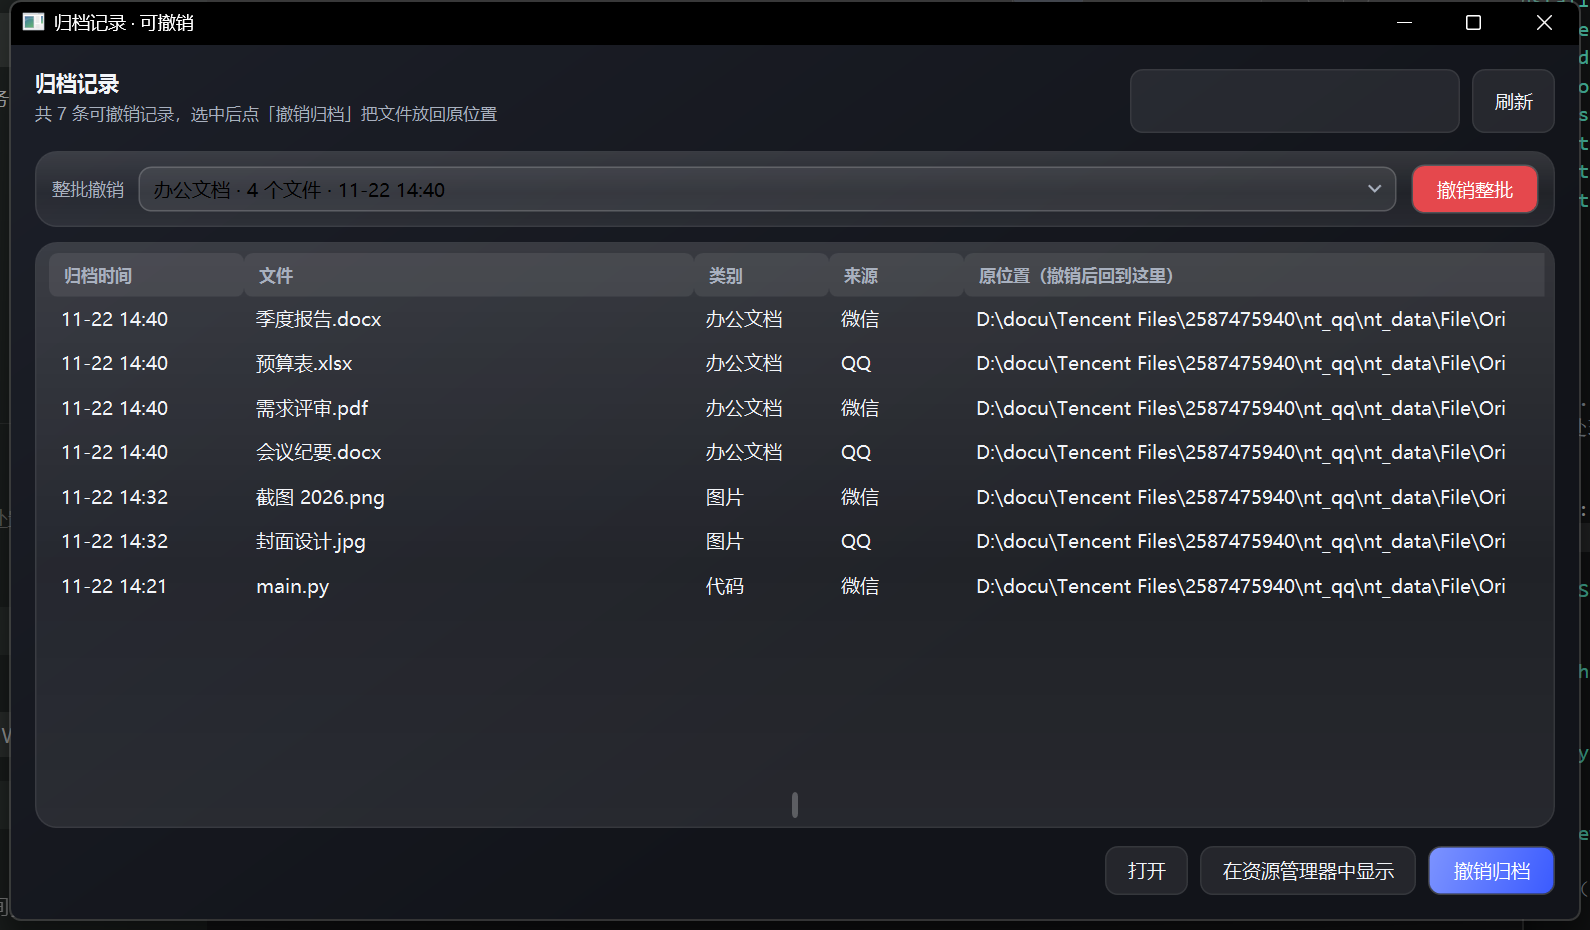 归档记录 · 可撤销
归档记录
共 7 条可撤销记录，选中后点「撤销归档」把文件放回原位置
刷新
整批撤销 办公文档 · 4 个文件 · 11-22 14:40 撤销整批
归档时间 文件 类别 来源 原位置（撤销后回到这里）
11-22 14:40 季度报告.docx 办公文档 微信 D:\docu\Tencent Files\2587475940\nt_qq\nt_data\File\Ori
11-22 14:40 预算表.xlsx 办公文档 QQ D:\docu\Tencent Files\2587475940\nt_qq\nt_data\File\Ori
11-22 14:40 需求评审.pdf 办公文档 微信 D:\docu\Tencent Files\2587475940\nt_qq\nt_data\File\Ori
11-22 14:40 会议纪要.docx 办公文档 QQ D:\docu\Tencent Files\2587475940\nt_qq\nt_data\File\Ori
11-22 14:32 截图 2026.png 图片 微信 D:\docu\Tencent Files\2587475940\nt_qq\nt_data\File\Ori
11-22 14:32 封面设计.jpg 图片 QQ D:\docu\Tencent Files\2587475940\nt_qq\nt_data\File\Ori
11-22 14:21 main.py 代码 微信 D:\docu\Tencent Files\2587475940\nt_qq\nt_data\File\Ori
打开 在资源管理器中显示 撤销归档